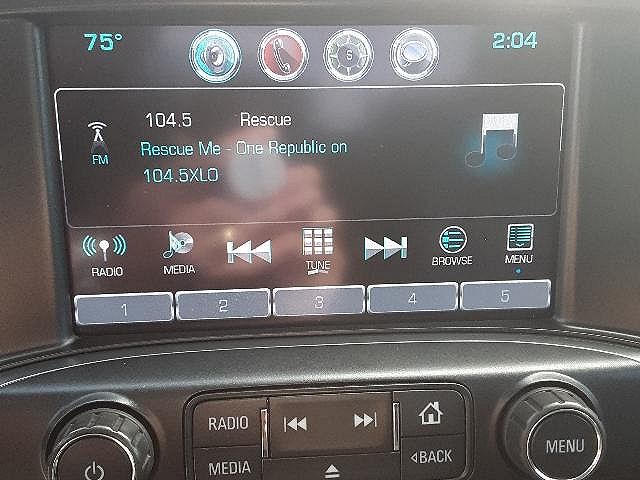 75° 2:04
S
104.5 Rescue
FM
Rescue Me - One Republic on
104.5XLO
RADIO MEDIA TUNE BROWSE MENU
1 2 3 4 5
RADIO
MENU
MEDIA BACK